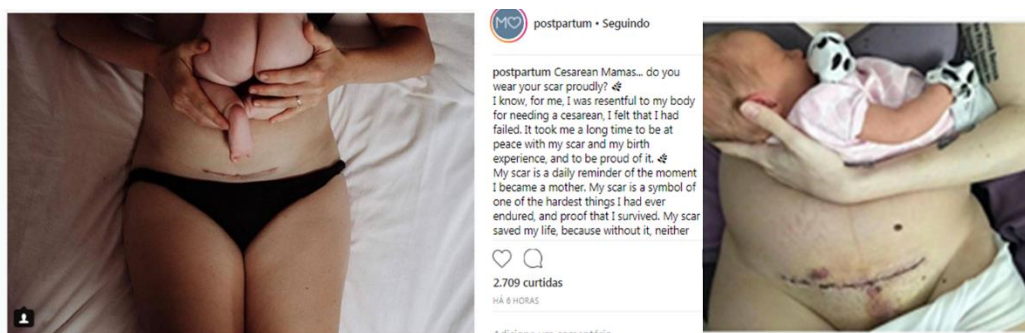 MO
postpartum • Seguindo
postpartum Cesarean Mamas... do you
wear your scar proudly?
I know, for me, I was resentful to my body
for needing a cesarean, I felt that I had
failed. It took me a long time to be at
peace with my scar and my birth
experience, and to be proud of it.
My scar is a daily reminder of the moment
I became a mother. My scar is a symbol of
one of the hardest things I had ever
endured, and proof that I survived. My scar
saved my life, because without it, neither
2.709 curtidas
HÁ 6 HORAS